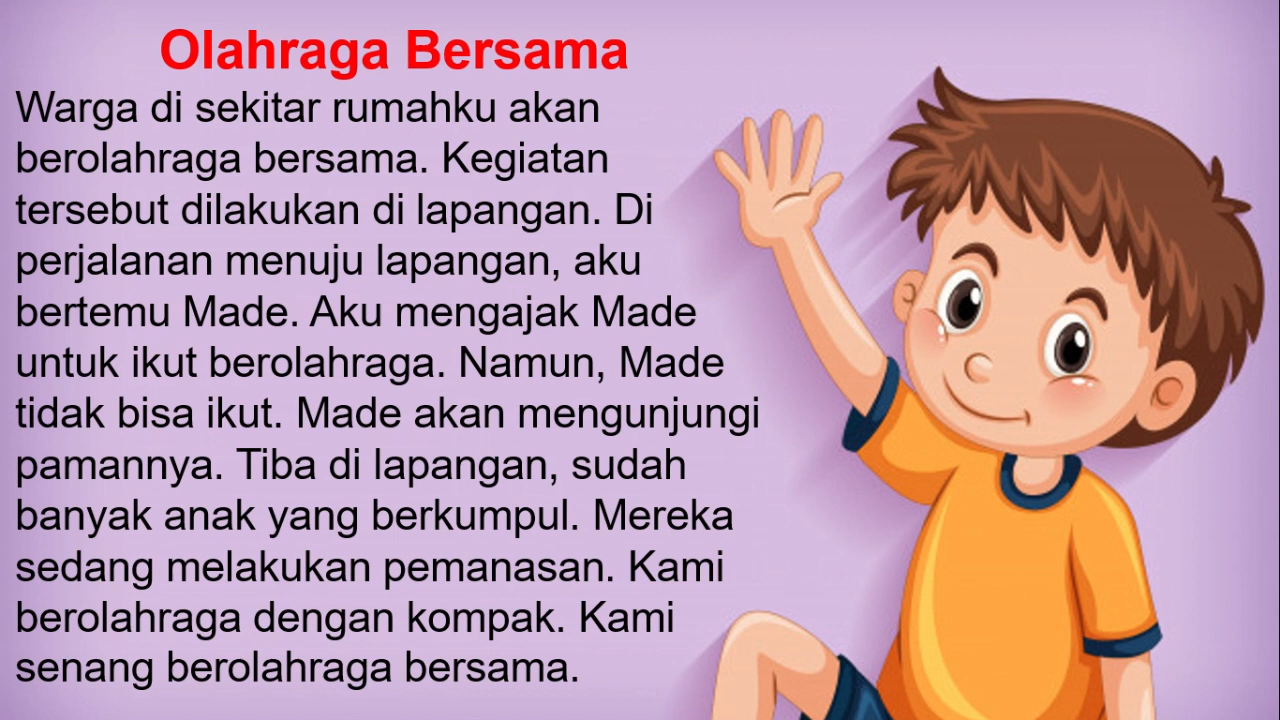 Olahraga Bersama
Warga di sekitar rumahku akan
berolahraga bersama. Kegiatan
tersebut dilakukan di lapangan. Di
perjalanan menuju lapangan, aku
bertemu Made. Aku mengajak Made
untuk ikut berolahraga. Namun, Made
tidak bisa ikut. Made akan mengunjungi
pamannya. Tiba di lapangan, sudah
banyak anak yang berkumpul. Mereka
sedang melakukan pemanasan. Kami
berolahraga dengan kompak. Kami
senang berolahraga bersama.